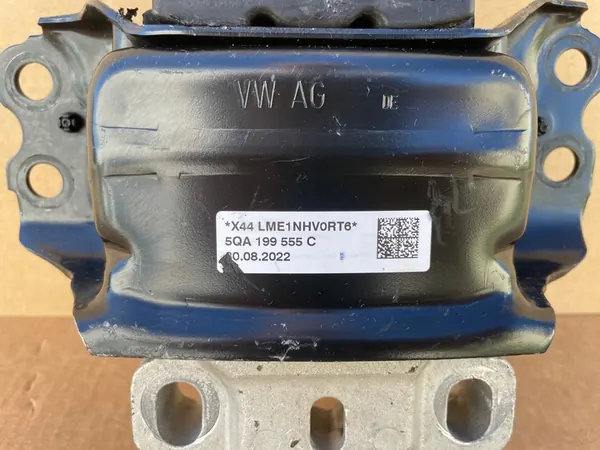 VW AG DE
*X44 LME1NHV0RT6*
5QA 199 555 C
.08.2022